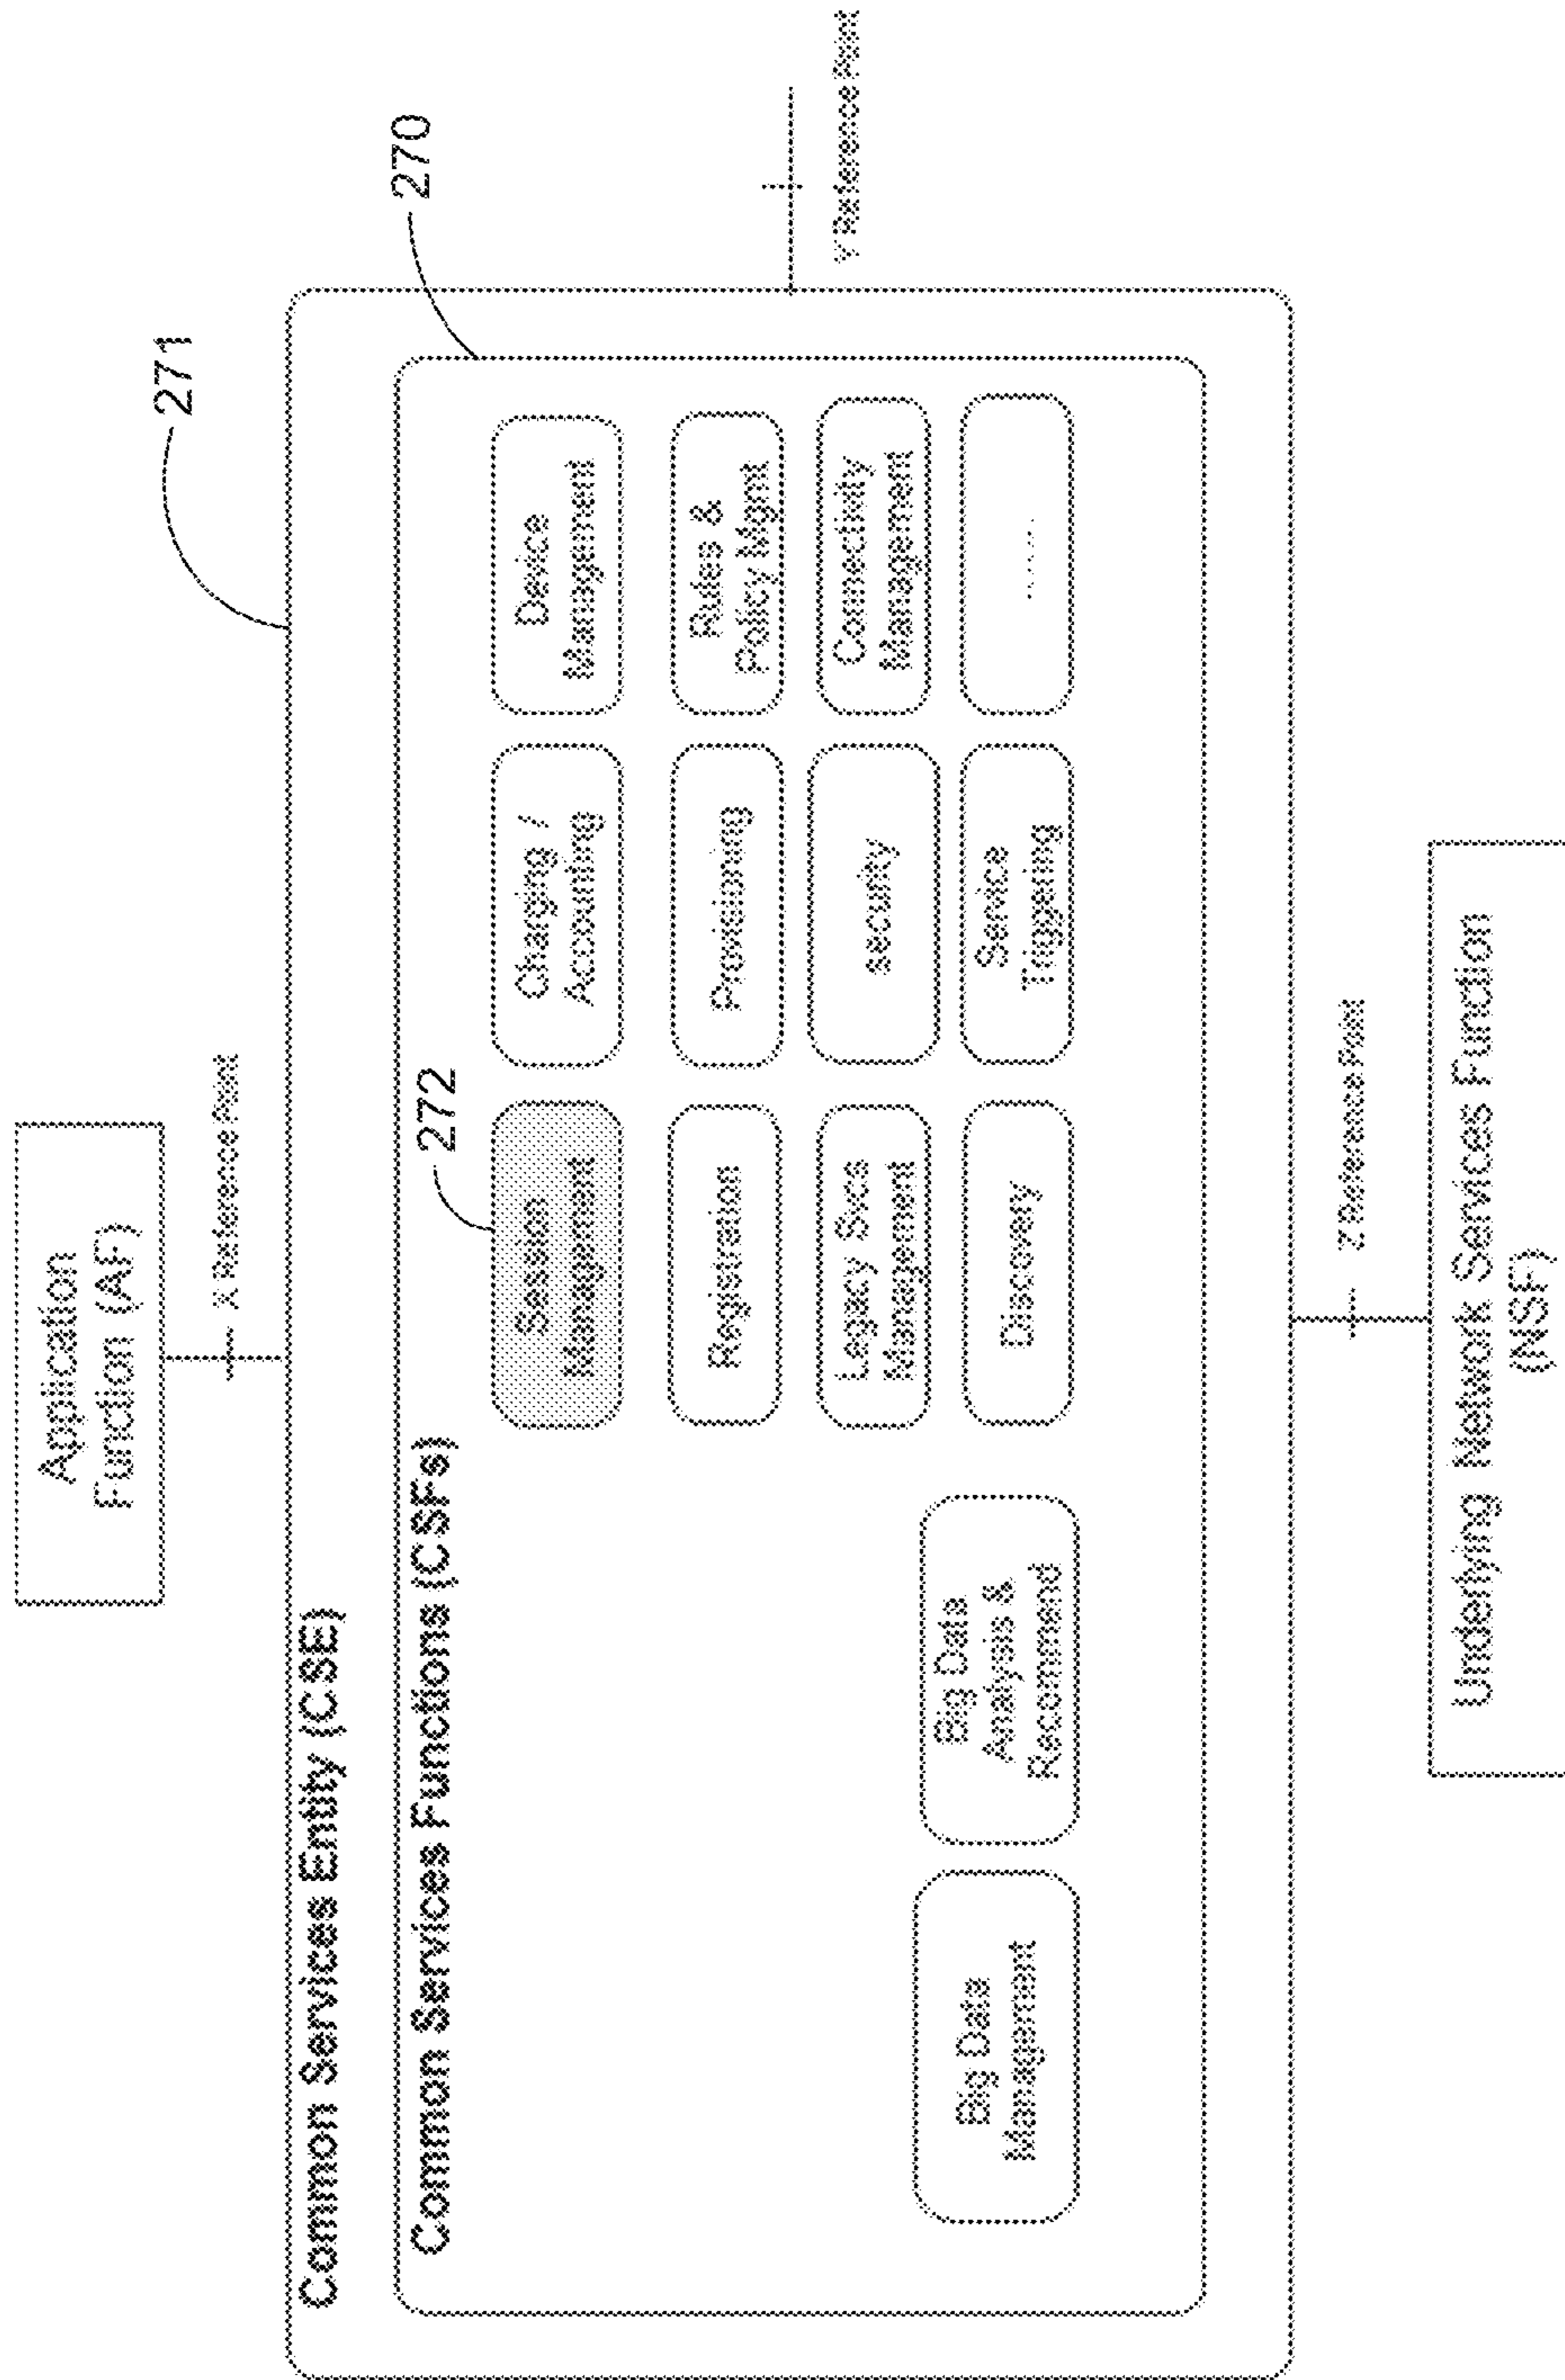 Application
Function (AF)
X Reference Point
271
Common Services Entity (CSE)
270
Common Services Functions (CSFs)
272
Session
Management
Charging /
Accounting
Device
Management
Registration
Provisioning
Rules &
Policy Mgmt
Legacy Svcs
Management
security
Connectivity
Management
Big Data
Management
Big Data
Analysis &
Recommend
Discovery
Service
Triggering
.......
Y Reference Point
Z Reference Point
Underlying Network Services Function
(NSF)